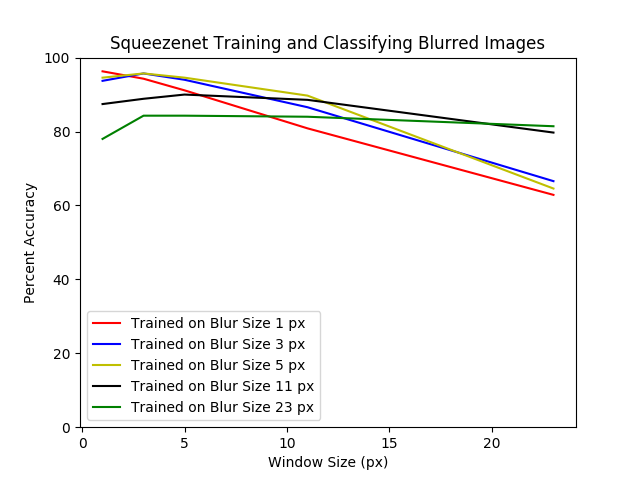 Squeezenet Training and Classifying Blurred Images
100
80
60
40
20
0
Percent Accuracy
Trained on Blur Size 1 px
Trained on Blur Size 3 px
Trained on Blur Size 5 px
Trained on Blur Size 11 px
Trained on Blur Size 23 px
0 5 10 15 20
Window Size (px)